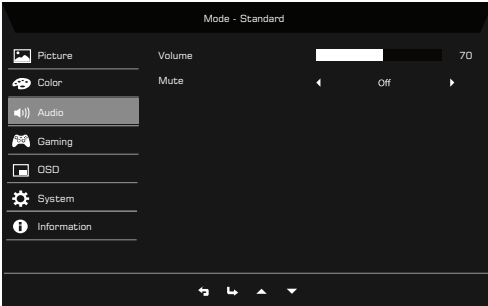 Mode - Standard
Picture
Volume 70
Color
Mute Off
Audio
Gaming
OSD
System
Information